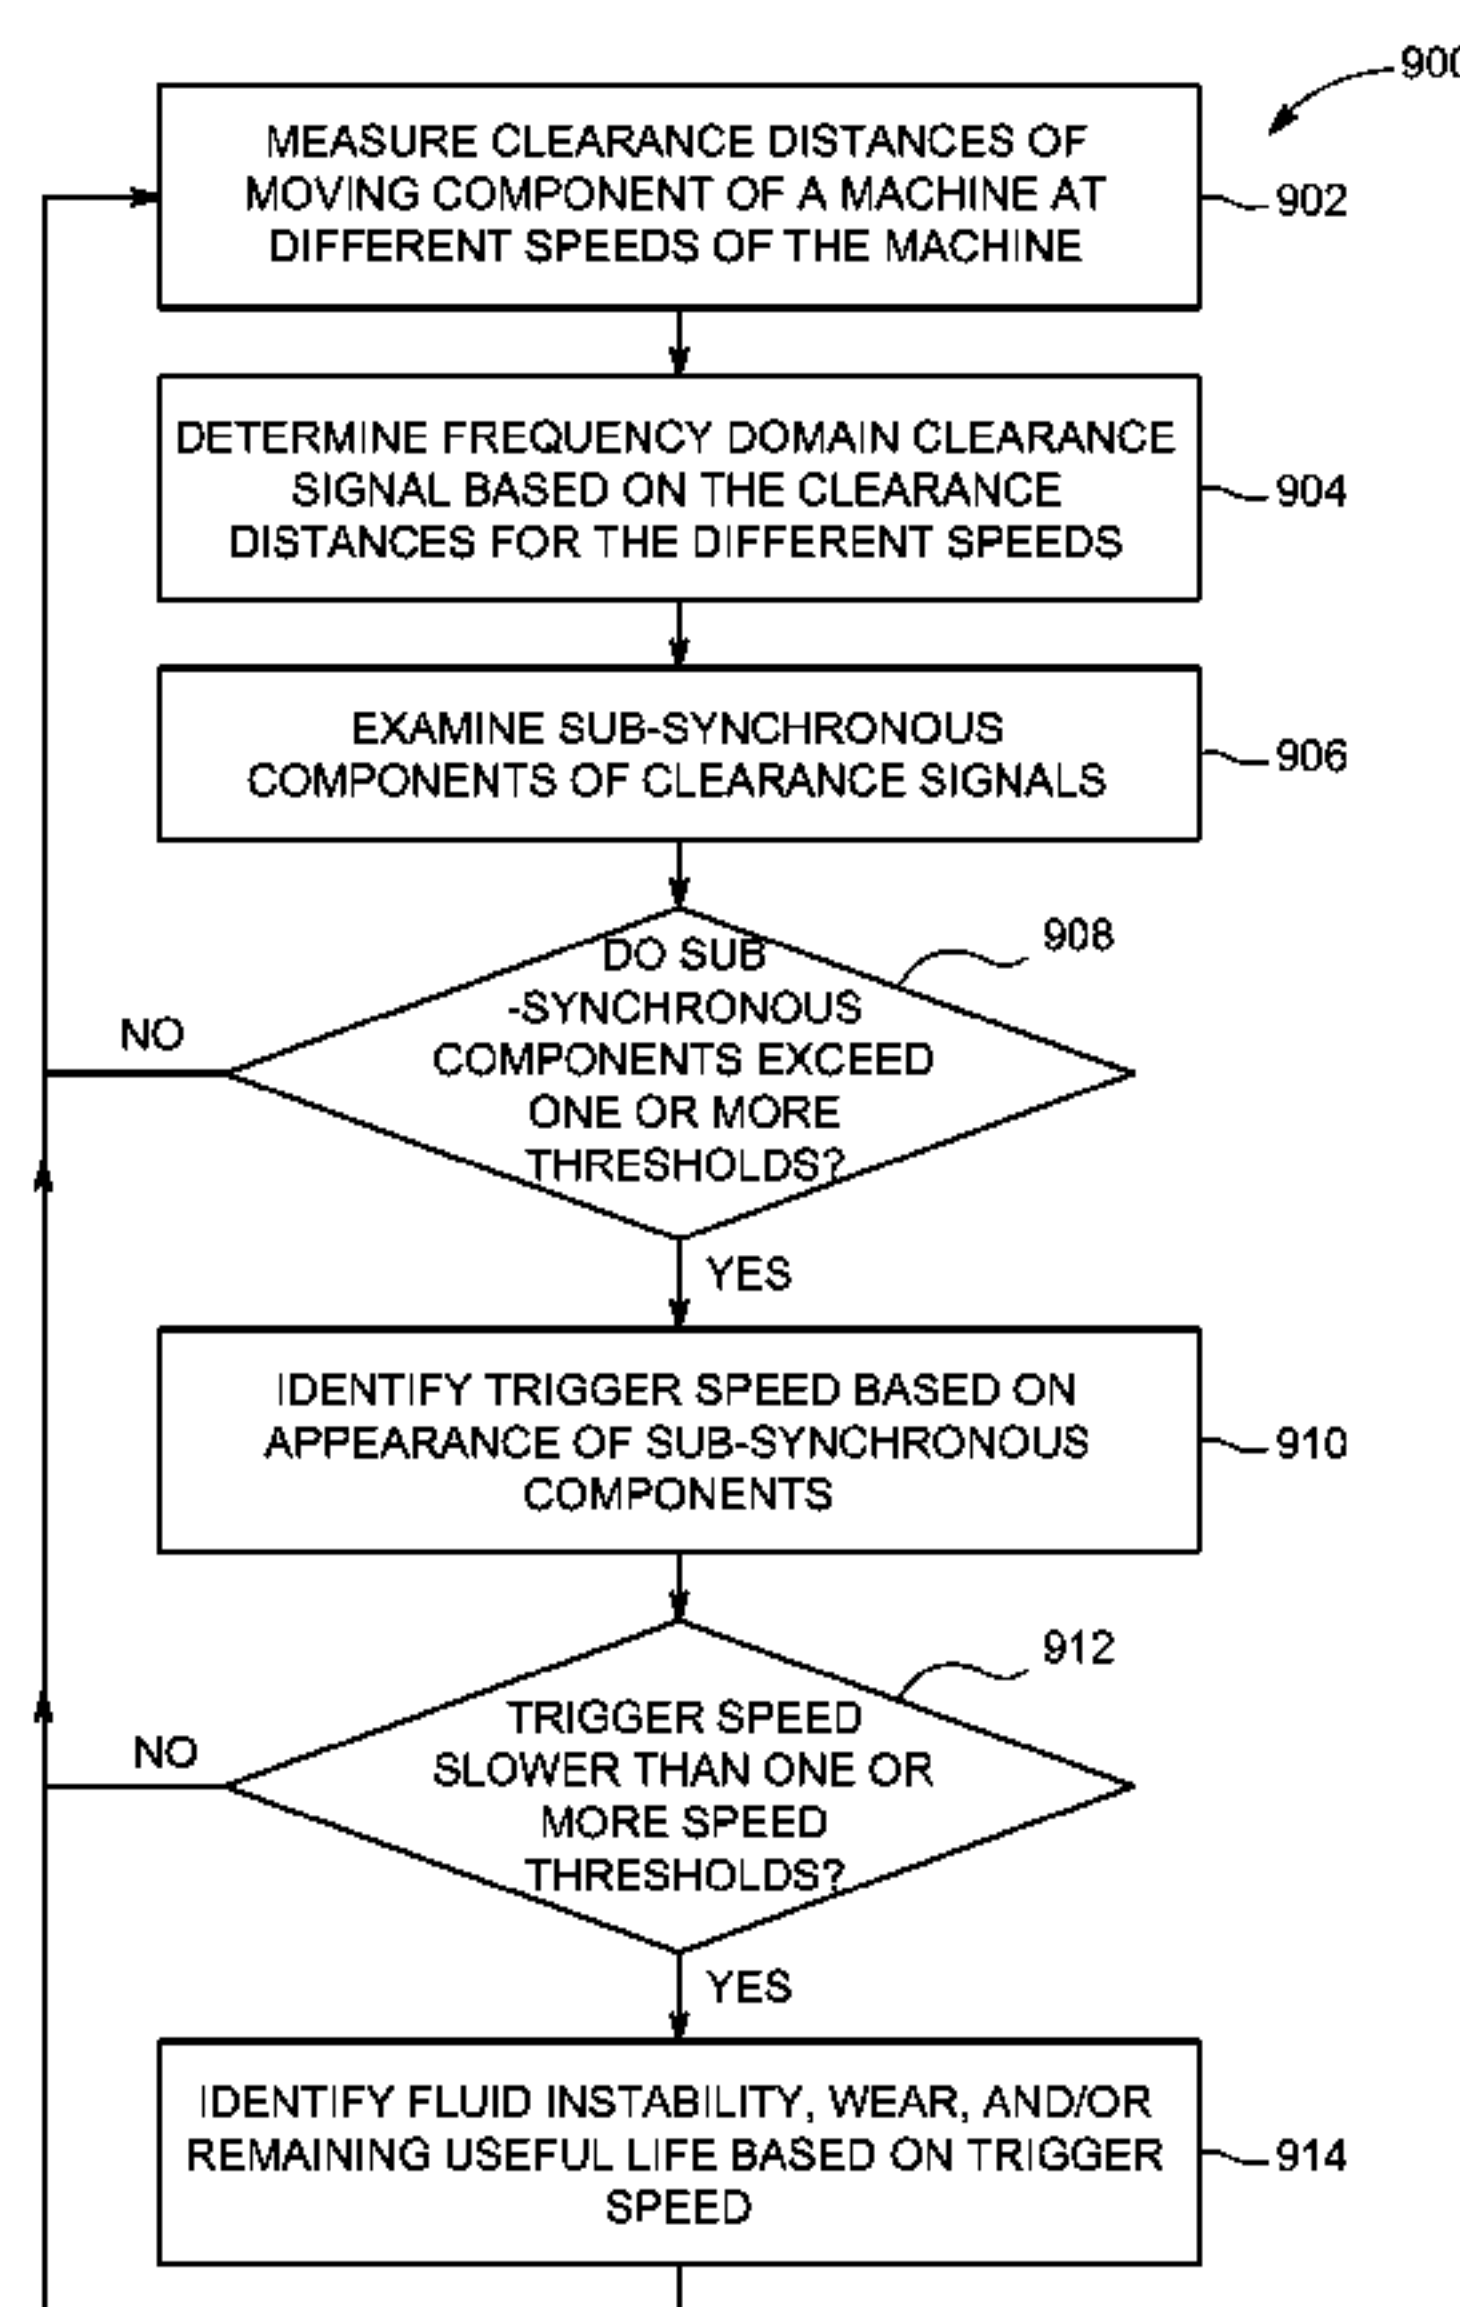 900
MEASURE CLEARANCE DISTANCES OF
MOVING COMPONENT OF A MACHINE AT
DIFFERENT SPEEDS OF THE MACHINE
902
DETERMINE FREQUENCY DOMAIN CLEARANCE
SIGNAL BASED ON THE CLEARANCE
DISTANCES FOR THE DIFFERENT SPEEDS
904
EXAMINE SUB-SYNCHRONOUS
COMPONENTS OF CLEARANCE SIGNALS
906
DO SUB
-SYNCHRONOUS
COMPONENTS EXCEED
ONE OR MORE
THRESHOLDS?
908
NO
YES
IDENTIFY TRIGGER SPEED BASED ON
APPEARANCE OF SUB-SYNCHRONOUS
COMPONENTS
910
TRIGGER SPEED
SLOWER THAN ONE OR
MORE SPEED
THRESHOLDS?
912
NO
YES
IDENTIFY FLUID INSTABILITY, WEAR, AND/OR
REMAINING USEFUL LIFE BASED ON TRIGGER
SPEED
914